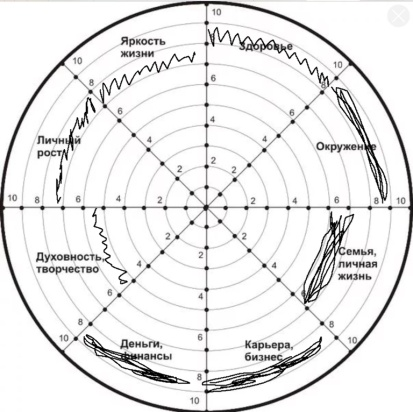 Яркость
жизни
Здоровье
Личный
рост
Окружение
Духовность,
творчество
Семья,
личная
жизнь
Деньги,
финансы
Карьера,
бизнес
10
8
6
4
2
10
8
6
4
2
10
8
6
4
2
10
8
6
4
2
2
4
6
8
10
2
4
6
8
10
2
4
6
8
10
2
4
6
8
10